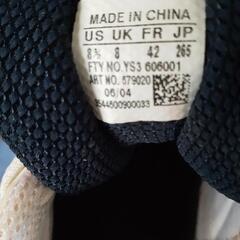 MADE IN CHINA
US UK FR JP
8½ 8 42 265
FTY NO. YS3 606001
ART NO. 579020
06/04
3544600900033